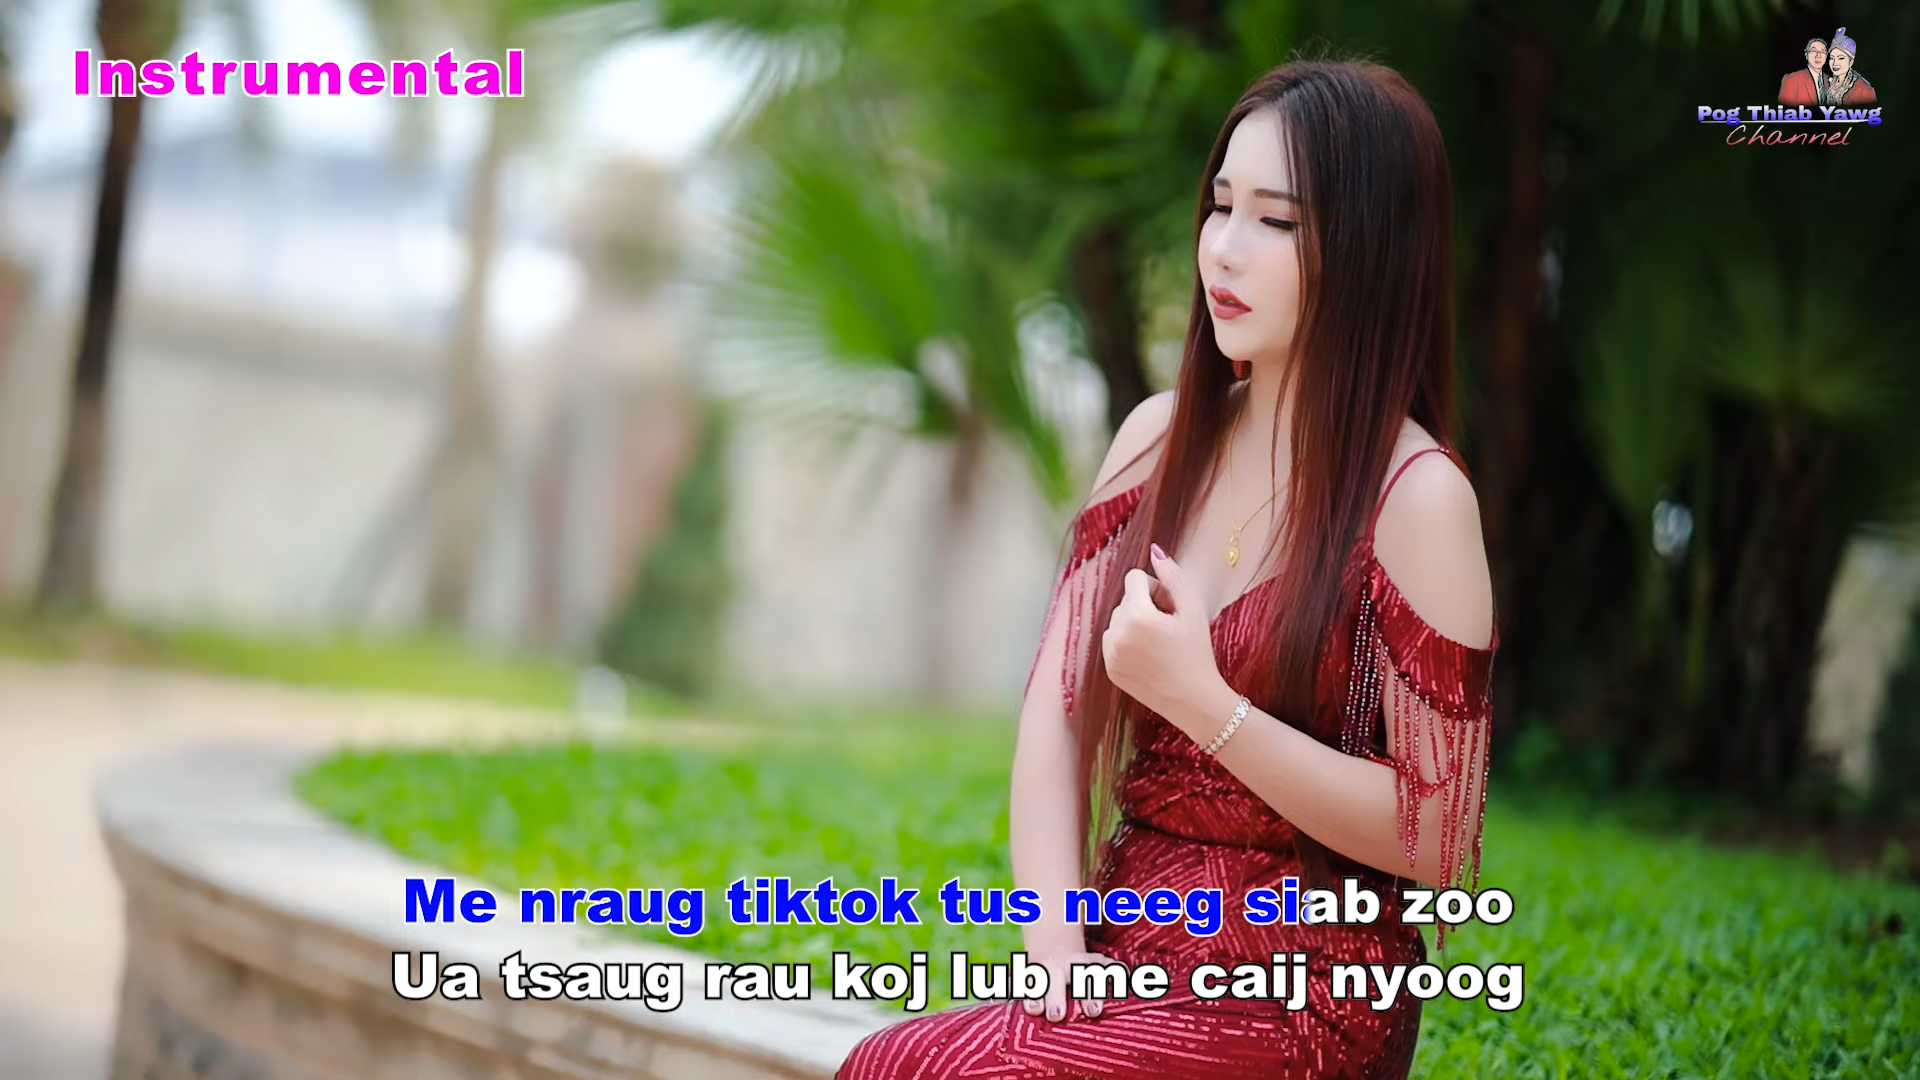 Instrumental
Pog Thiab Yawg
Channel
Me nraug tiktok tus neeg siab zoo
Ua tsaug rau koj lub me caij nyoog